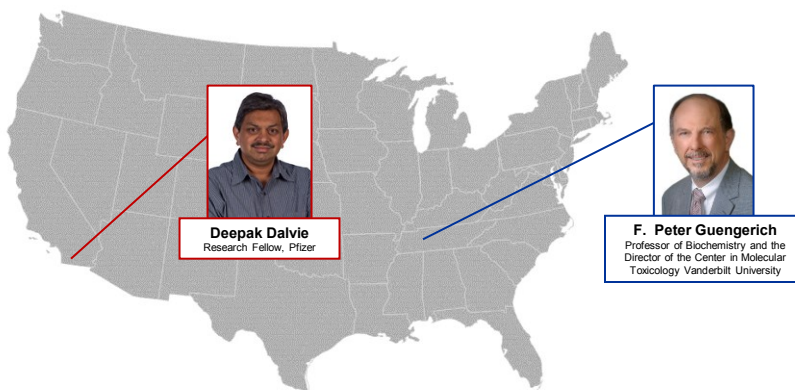 Deepak Dalvie
Research Fellow, Pfizer
F. Peter Guengerich
Professor of Biochemistry and the
Director of the Center in Molecular
Toxicology Vanderbilt University